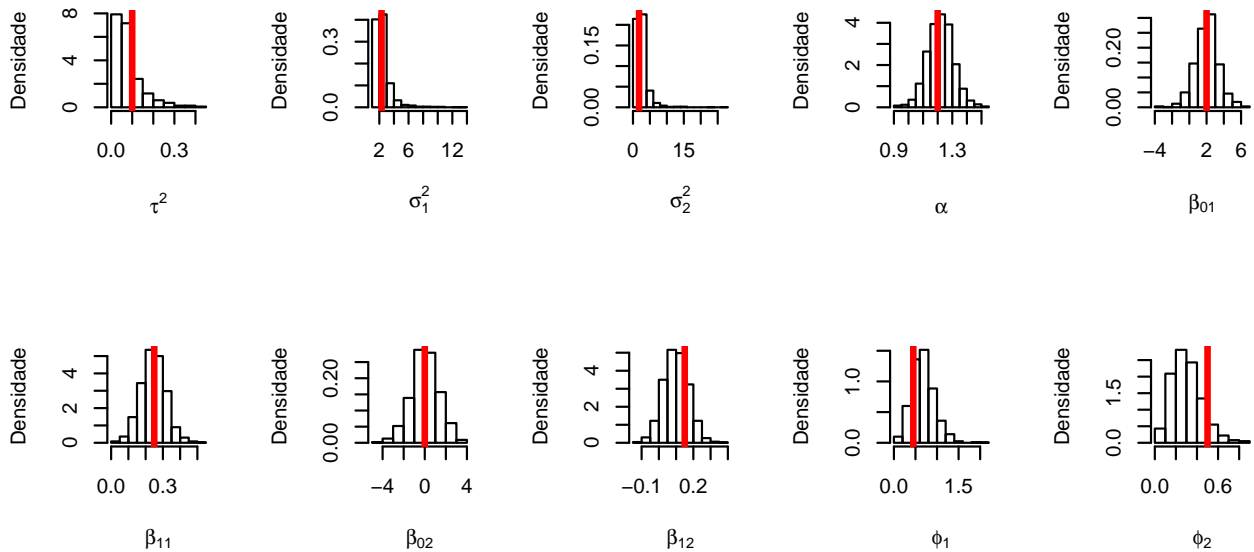 Densidade
0 4 8
0.0 0.3
τ²
Densidade
0.0 0.3
2 6 12
σ₁²
Densidade
0.00 0.15
0 15
σ₂²
Densidade
0 2 4
0.9 1.3
α
Densidade
0.00 0.20
−4 2 6
β₀₁
Densidade
0 2 4
0.0 0.3
β₁₁
Densidade
0.00 0.20
−4 0 4
β₀₂
Densidade
0 2 4
−0.1 0.2
β₁₂
Densidade
0.0 1.0
0.0 1.5
ϕ₁
Densidade
0.0 1.5
0.0 0.6
ϕ₂